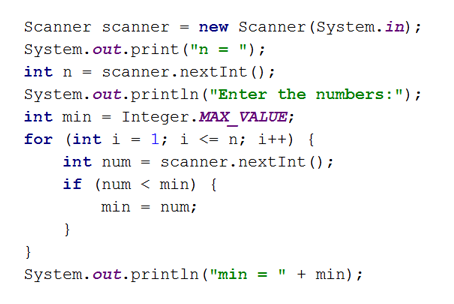 Scanner scanner = new Scanner(System.in);
System.out.print("n = ");
int n = scanner.nextInt();
System.out.println("Enter the numbers:");
int min = Integer.MAX_VALUE;
for (int i = 1; i <= n; i++) {
    int num = scanner.nextInt();
    if (num < min) {
        min = num;
    }
}
System.out.println("min = " + min);